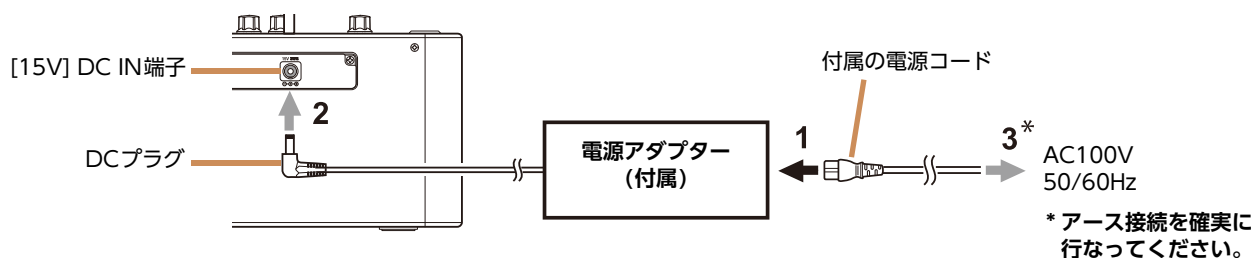 [15V] DC IN端子
15V
2
DCプラグ
電源アダプター
(付属)
付属の電源コード
1
3*
AC100V
50/60Hz
* アース接続を確実に
行なってください。